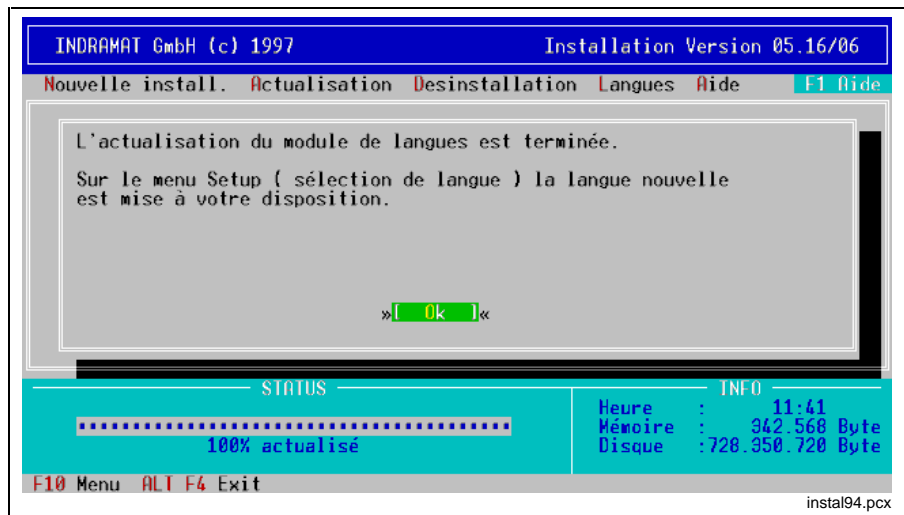 INDRAMAT GmbH (c) 1997 Installation Version 05.16/06
Nouvelle install. Actualisation Desinstallation Langues Aide F1 Aide
L'actualisation du module de langues est terminée.
Sur le menu Setup ( sélection de langue ) la langue nouvelle
est mise à votre disposition.
»[ Ok ]«
STATUS
100% actualisé
INFO
Heure : 11:41
Mémoire : 342.568 Byte
Disque :728.350.720 Byte
F10 Menu ALT F4 Exit
instal94.pcx